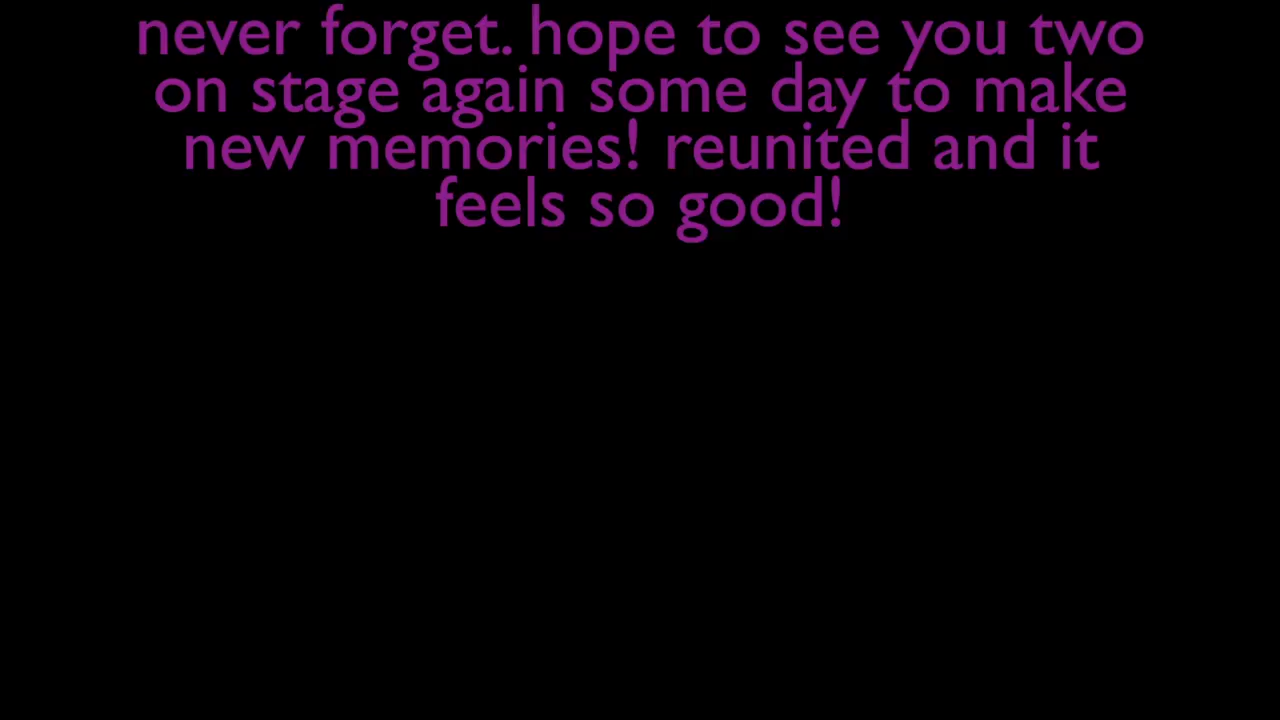 never forget. hope to see you two
on stage again some day to make
new memories! reunited and it
feels so good!